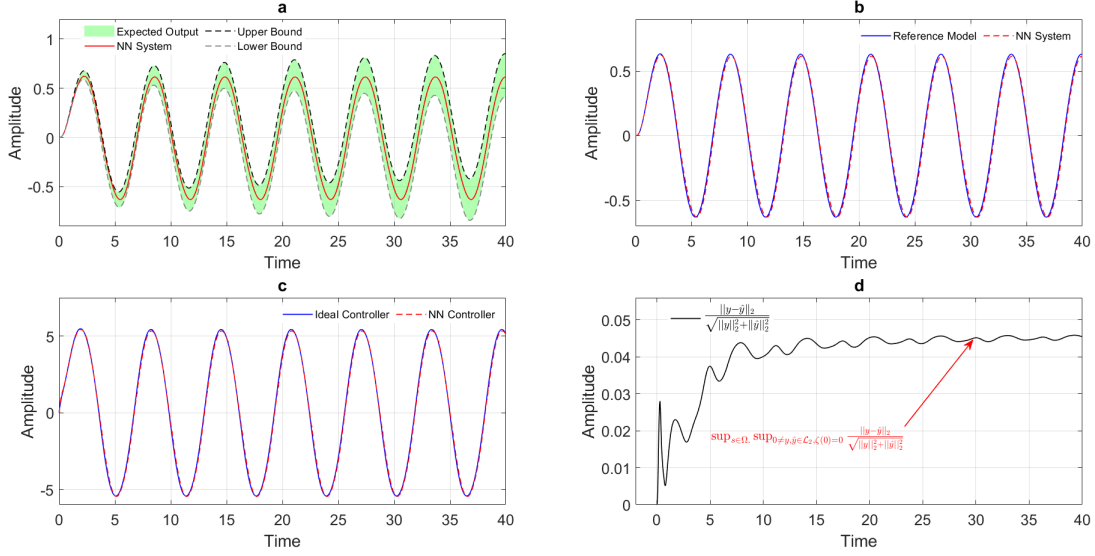 a
Expected Output
Upper Bound
NN System
Lower Bound
1
0.5
0
-0.5
Amplitude
0 5 10 15 20 25 30 35 40
Time
b
Reference Model
NN System
0.5
0
-0.5
Amplitude
0 5 10 15 20 25 30 35 40
Time
c
Ideal Controller
NN Controller
5
0
-5
Amplitude
0 5 10 15 20 25 30 35 40
Time
d
||y−ŷ||₂ / √(||y||₂²+||ŷ||₂²)
0.05
0.04
0.03
0.02
0.01
0
Amplitude
sup_{s∈Ω,} sup_{0≠y,ŷ∈ℒ₂,ζ(0)=0} ||y−ŷ||₂ / √(||y||₂²+||ŷ||₂²)
0 5 10 15 20 25 30 35 40
Time